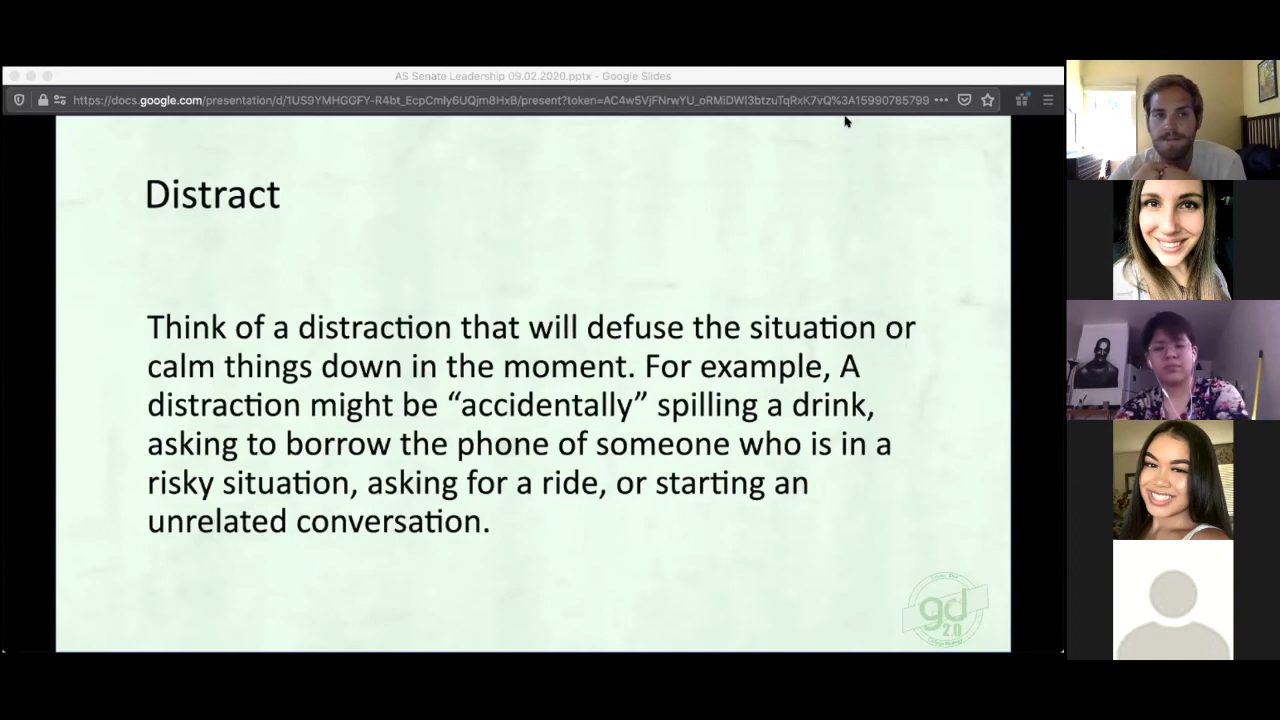 AS Senate Leadership 09.02.2020.pptx - Google Slides
https://docs.google.com/presentation/d/1US9YMHGGFY-R4bt_EcpCmly6UQjm8HxB/present?token=AC4w5VjFNrwYU_oRMiDWI3btzuTqRxK7vQ%3A15990785799
Distract
Think of a distraction that will defuse the situation or
calm things down in the moment. For example, A
distraction might be “accidentally” spilling a drink,
asking to borrow the phone of someone who is in a
risky situation, asking for a ride, or starting an
unrelated conversation.
gd
2.0